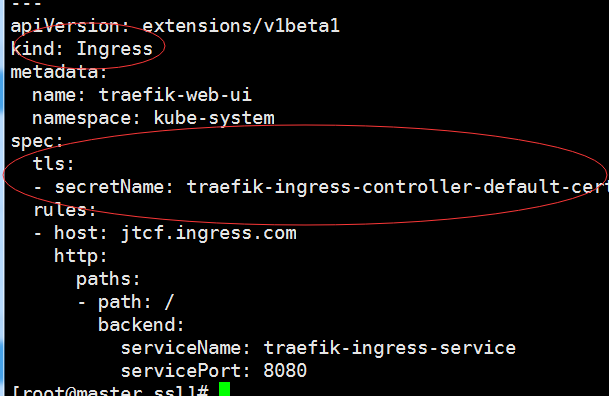 ---
apiVersion: extensions/v1beta1
kind: Ingress
metadata:
  name: traefik-web-ui
  namespace: kube-system
spec:
  tls:
  - secretName: traefik-ingress-controller-default-cert
  rules:
  - host: jtcf.ingress.com
    http:
      paths:
      - path: /
        backend:
          serviceName: traefik-ingress-service
          servicePort: 8080
[root@master ssl]#